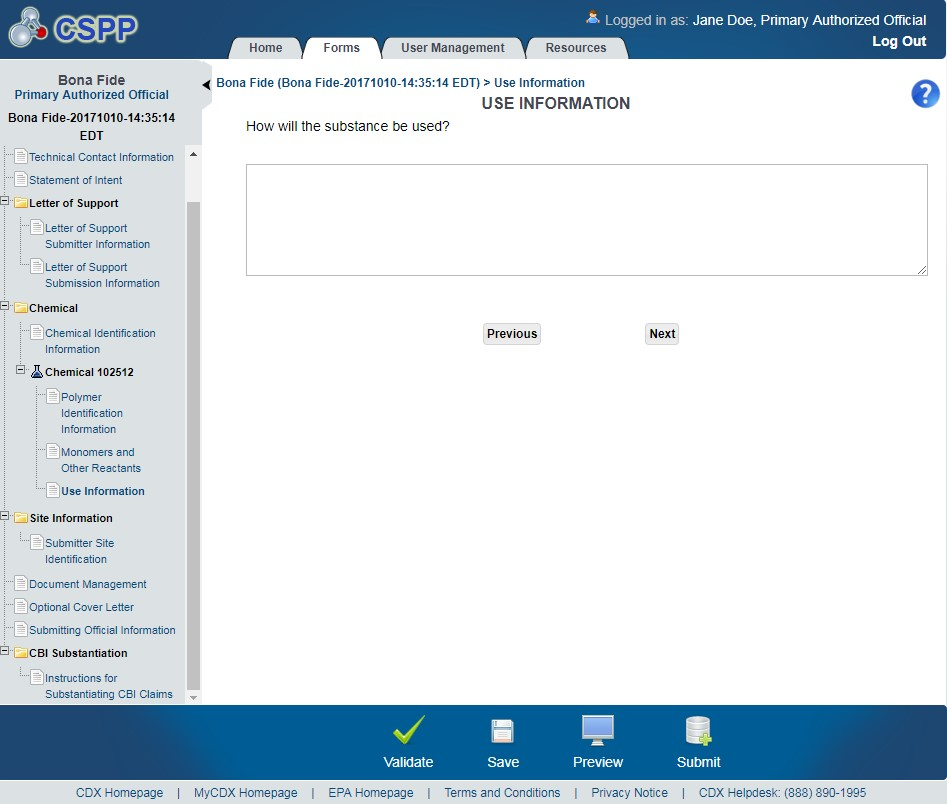 CSPP
Logged in as: Jane Doe, Primary Authorized Official
Log Out
Home
Forms
User Management
Resources
Bona Fide
Primary Authorized Official
Bona Fide-20171010-14:35:14
EDT
Technical Contact Information
Statement of Intent
Letter of Support
Letter of Support
Submitter Information
Letter of Support
Submission Information
Chemical
Chemical Identification
Information
Chemical 102512
Polymer
Identification
Information
Monomers and
Other Reactants
Use Information
Site Information
Submitter Site
Identification
Document Management
Optional Cover Letter
Submitting Official Information
CBI Substantiation
Instructions for
Substantiating CBI Claims
Bona Fide (Bona Fide-20171010-14:35:14 EDT) > Use Information
USE INFORMATION
?
How will the substance be used?
Previous
Next
Validate
Save
Preview
Submit
CDX Homepage | MyCDX Homepage | EPA Homepage | Terms and Conditions | Privacy Notice | CDX Helpdesk: (888) 890-1995